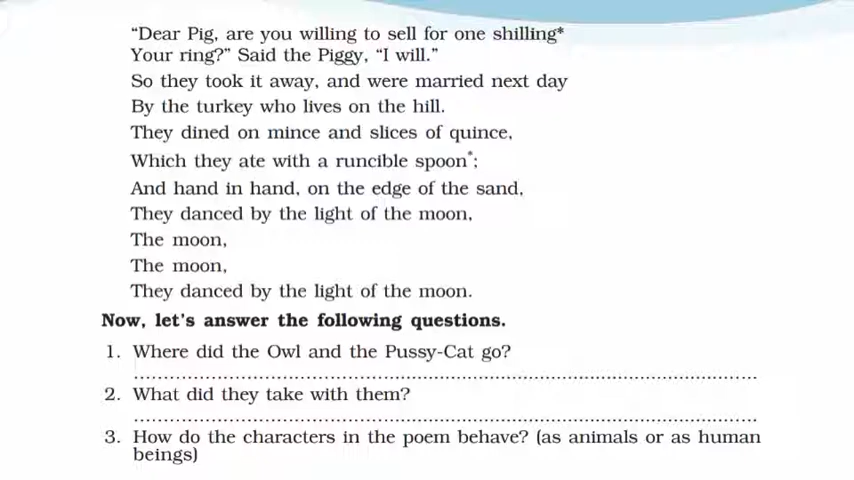 “Dear Pig, are you willing to sell for one shilling*
Your ring?” Said the Piggy, “I will.”
So they took it away, and were married next day
By the turkey who lives on the hill.
They dined on mince and slices of quince,
Which they ate with a runcible spoon*;
And hand in hand, on the edge of the sand,
They danced by the light of the moon,
The moon,
The moon,
They danced by the light of the moon.
Now, let’s answer the following questions.
1. Where did the Owl and the Pussy-Cat go?
...............................................................................................................
2. What did they take with them?
...............................................................................................................
3. How do the characters in the poem behave? (as animals or as human
beings)